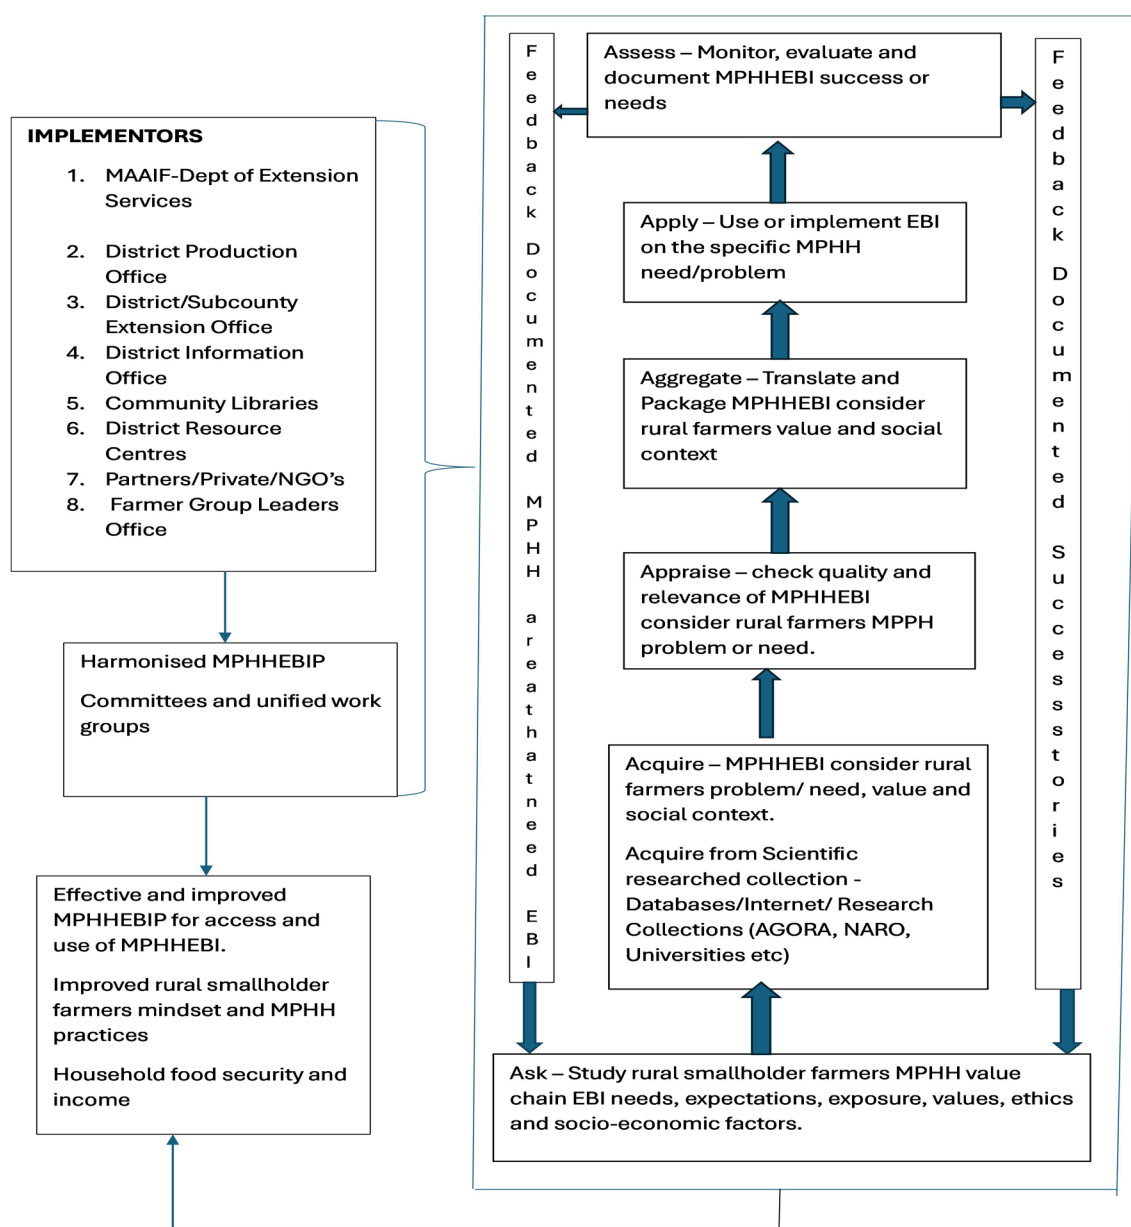 IMPLEMENTORS
1. MAAIF-Dept of Extension
Services
2. District Production
Office
3. District/Subcounty
Extension Office
4. District Information
Office
5. Community Libraries
6. District Resource
Centres
7. Partners/Private/NGO’s
8. Farmer Group Leaders
Office
Harmonised MPHHEBIP
Committees and unified work
groups
Effective and improved
MPHHEBIP for access and
use of MPHHEBI.
Improved rural smallholder
farmers mindset and MPHH
practices
Household food security and
income
Feedback Documented MPHH areathatneed EBI
Assess – Monitor, evaluate and
document MPHHEBI success or
needs
Apply – Use or implement EBI
on the specific MPHH
need/problem
Aggregate – Translate and
Package MPHHEBI consider
rural farmers value and social
context
Appraise – check quality and
relevance of MPHHEBI
consider rural farmers MPPH
problem or need.
Acquire – MPHHEBI consider rural
farmers problem/ need, value and
social context.
Acquire from Scientific
researched collection -
Databases/Internet/ Research
Collections (AGORA, NARO,
Universities etc)
Ask – Study rural smallholder farmers MPHH value
chain EBI needs, expectations, exposure, values, ethics
and socio-economic factors.
Feedback Documented Successstories